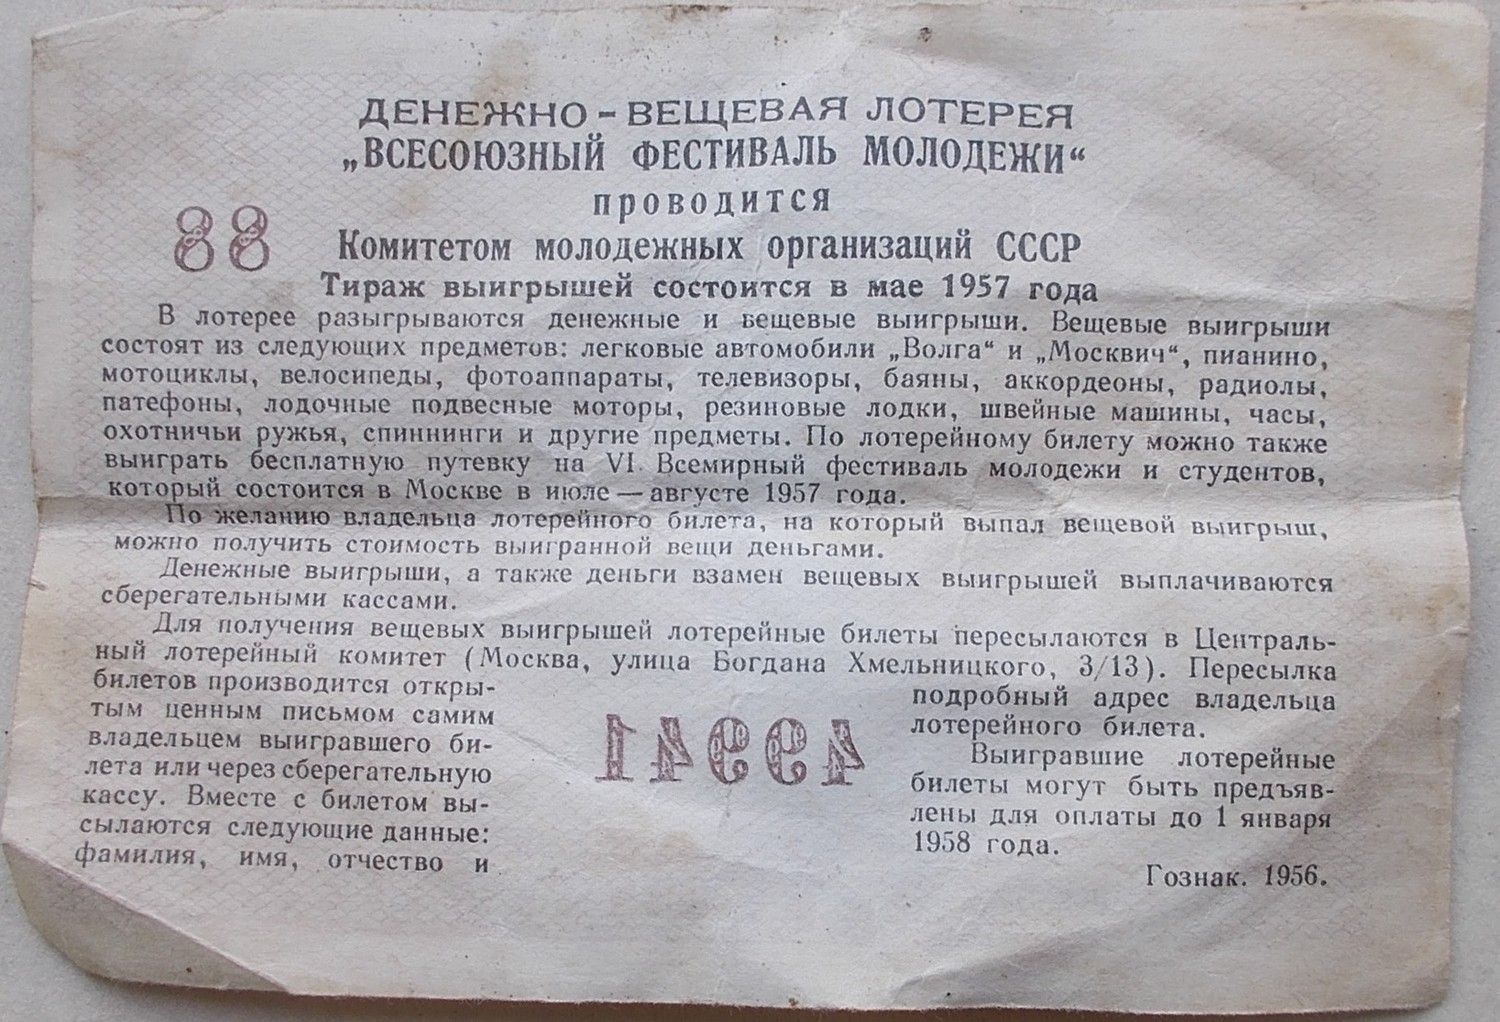 ДЕНЕЖНО-ВЕЩЕВАЯ ЛОТЕРЕЯ
„ВСЕСОЮЗНЫЙ ФЕСТИВАЛЬ МОЛОДЕЖИ“
проводится
88
Комитетом молодежных организаций СССР
Тираж выигрышей состоится в мае 1957 года
В лотерее разыгрываются денежные и вещевые выигрыши. Вещевые выигрыши
состоят из следующих предметов: легковые автомобили „Волга“ и „Москвич“, пианино,
мотоциклы, велосипеды, фотоаппараты, телевизоры, баяны, аккордеоны, радиолы,
патефоны, лодочные подвесные моторы, резиновые лодки, швейные машины, часы,
охотничьи ружья, спиннинги и другие предметы. По лотерейному билету можно также
выиграть бесплатную путевку на VI Всемирный фестиваль молодежи и студентов,
который состоится в Москве в июле — августе 1957 года.
По желанию владельца лотерейного билета, на который выпал вещевой выигрыш,
можно получить стоимость выигранной вещи деньгами.
Денежные выигрыши, а также деньги взамен вещевых выигрышей выплачиваются
сберегательными кассами.
Для получения вещевых выигрышей лотерейные билеты пересылаются в Централь-
ный лотерейный комитет (Москва, улица Богдана Хмельницкого, 3/13). Пересылка
билетов производится откры-
тым ценным письмом самим
владельцем выигравшего би-
лета или через сберегательную
кассу. Вместе с билетом вы-
сылаются следующие данные:
фамилия, имя, отчество и
49941
подробный адрес владельца
лотерейного билета.
Выигравшие лотерейные
билеты могут быть предъяв-
лены для оплаты до 1 января
1958 года.
Гознак. 1956.